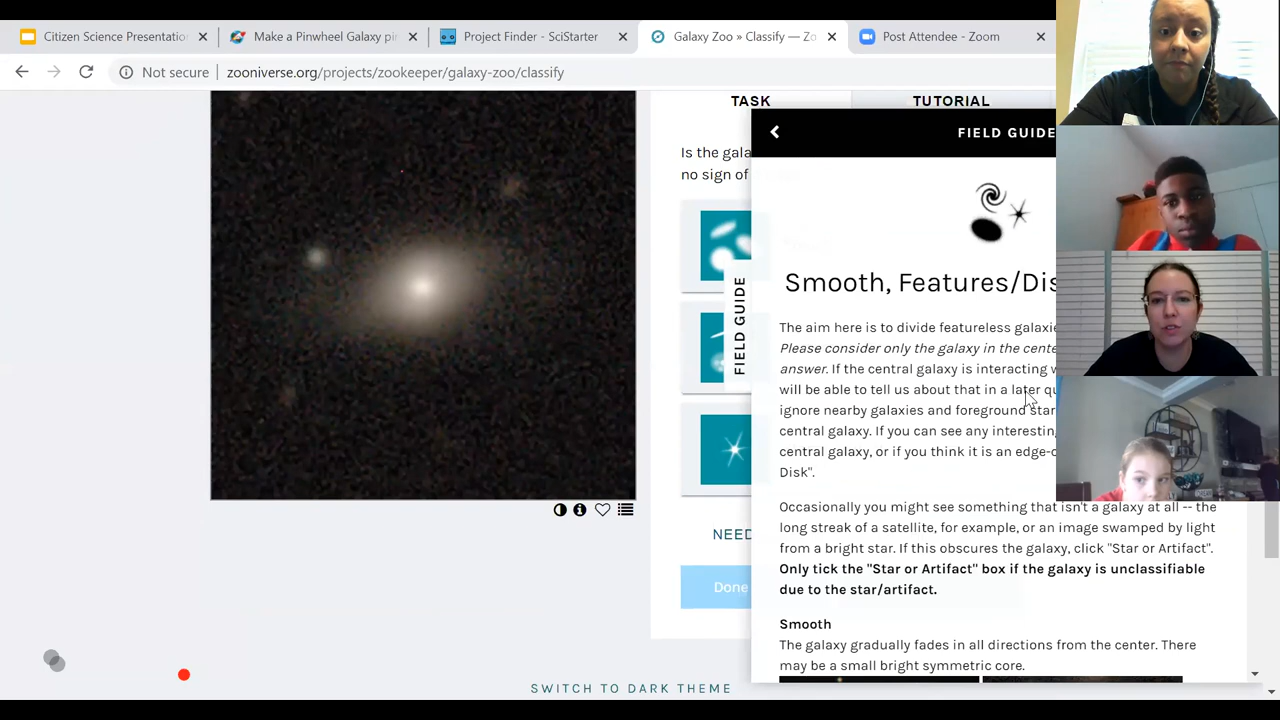 Citizen Science Presentatio
Make a Pinwheel Galaxy pi
Project Finder - SciStarter
Galaxy Zoo » Classify — Zo
Post Attendee - Zoom
Not secure
zooniverse.org/projects/zookeeper/galaxy-zoo/classify
TASK
TUTORIAL
Is the gala
no sign of
FIELD GUIDE
FIELD GUIDE
Smooth, Features/Dis
The aim here is to divide featureless galaxie
Please consider only the galaxy in the cente
answer. If the central galaxy is interacting w
will be able to tell us about that in a later qu
ignore nearby galaxies and foreground star
central galaxy. If you can see any interesting
central galaxy, or if you think it is an edge-o
Disk".
Occasionally you might see something that isn't a galaxy at all -- the
long streak of a satellite, for example, or an image swamped by light
from a bright star. If this obscures the galaxy, click "Star or Artifact".
Only tick the "Star or Artifact" box if the galaxy is unclassifiable
due to the star/artifact.
Smooth
The galaxy gradually fades in all directions from the center. There
may be a small bright symmetric core.
NEED
Done
SWITCH TO DARK THEME